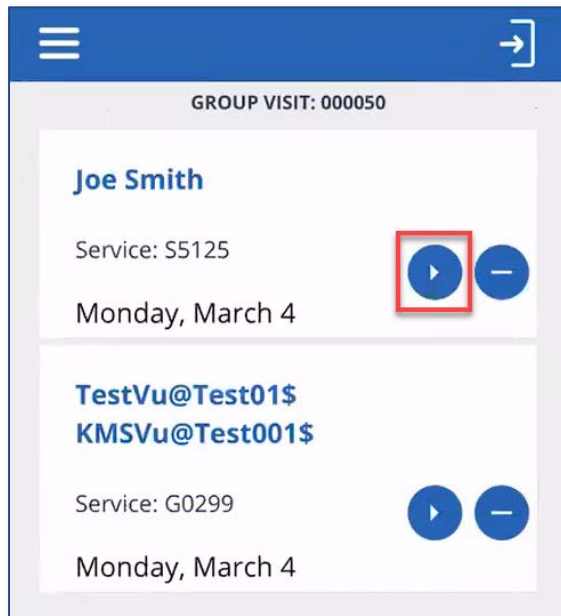 GROUP VISIT: 000050
Joe Smith
Service: S5125
Monday, March 4
TestVu@Test01$
KMSVu@Test001$
Service: G0299
Monday, March 4